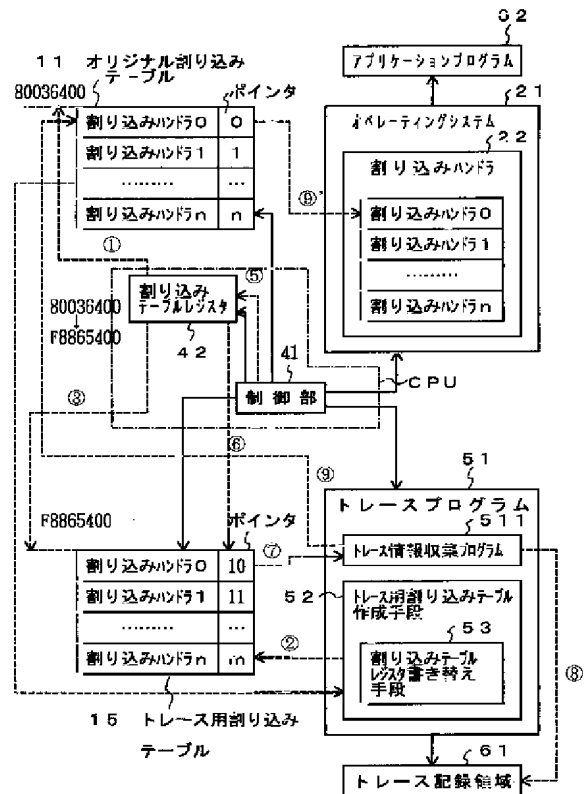 ６２
アプリケーションプログラム
１１ オリジナル割り込み
テーブル
80036400
ポインタ
割り込みハンドラ0 0
割り込みハンドラ1 1
……… …
割り込みハンドラn n
２１
オペレーティングシステム
２２
割り込みハンドラ
割り込みハンドラ0
割り込みハンドラ1
………
割り込みハンドラn
⑨'
①
⑤
割り込み
テーブルレジスタ
80036400
↓
F8865400
４２
41
制御部
ＣＰＵ
③
⑥
⑨
５１
トレースプログラム
５１１
トレース情報収集プログラム
F8865400
ポインタ
⑦
割り込みハンドラ0 10
割り込みハンドラ1 11
……… …
割り込みハンドラn m
②
５２
トレース用割り込みテーブル
作成手段
５３
割り込みテーブル
レジスタ書き替え
手段
⑧
１５ トレース用割り込み
テーブル
６１
トレース記録領域